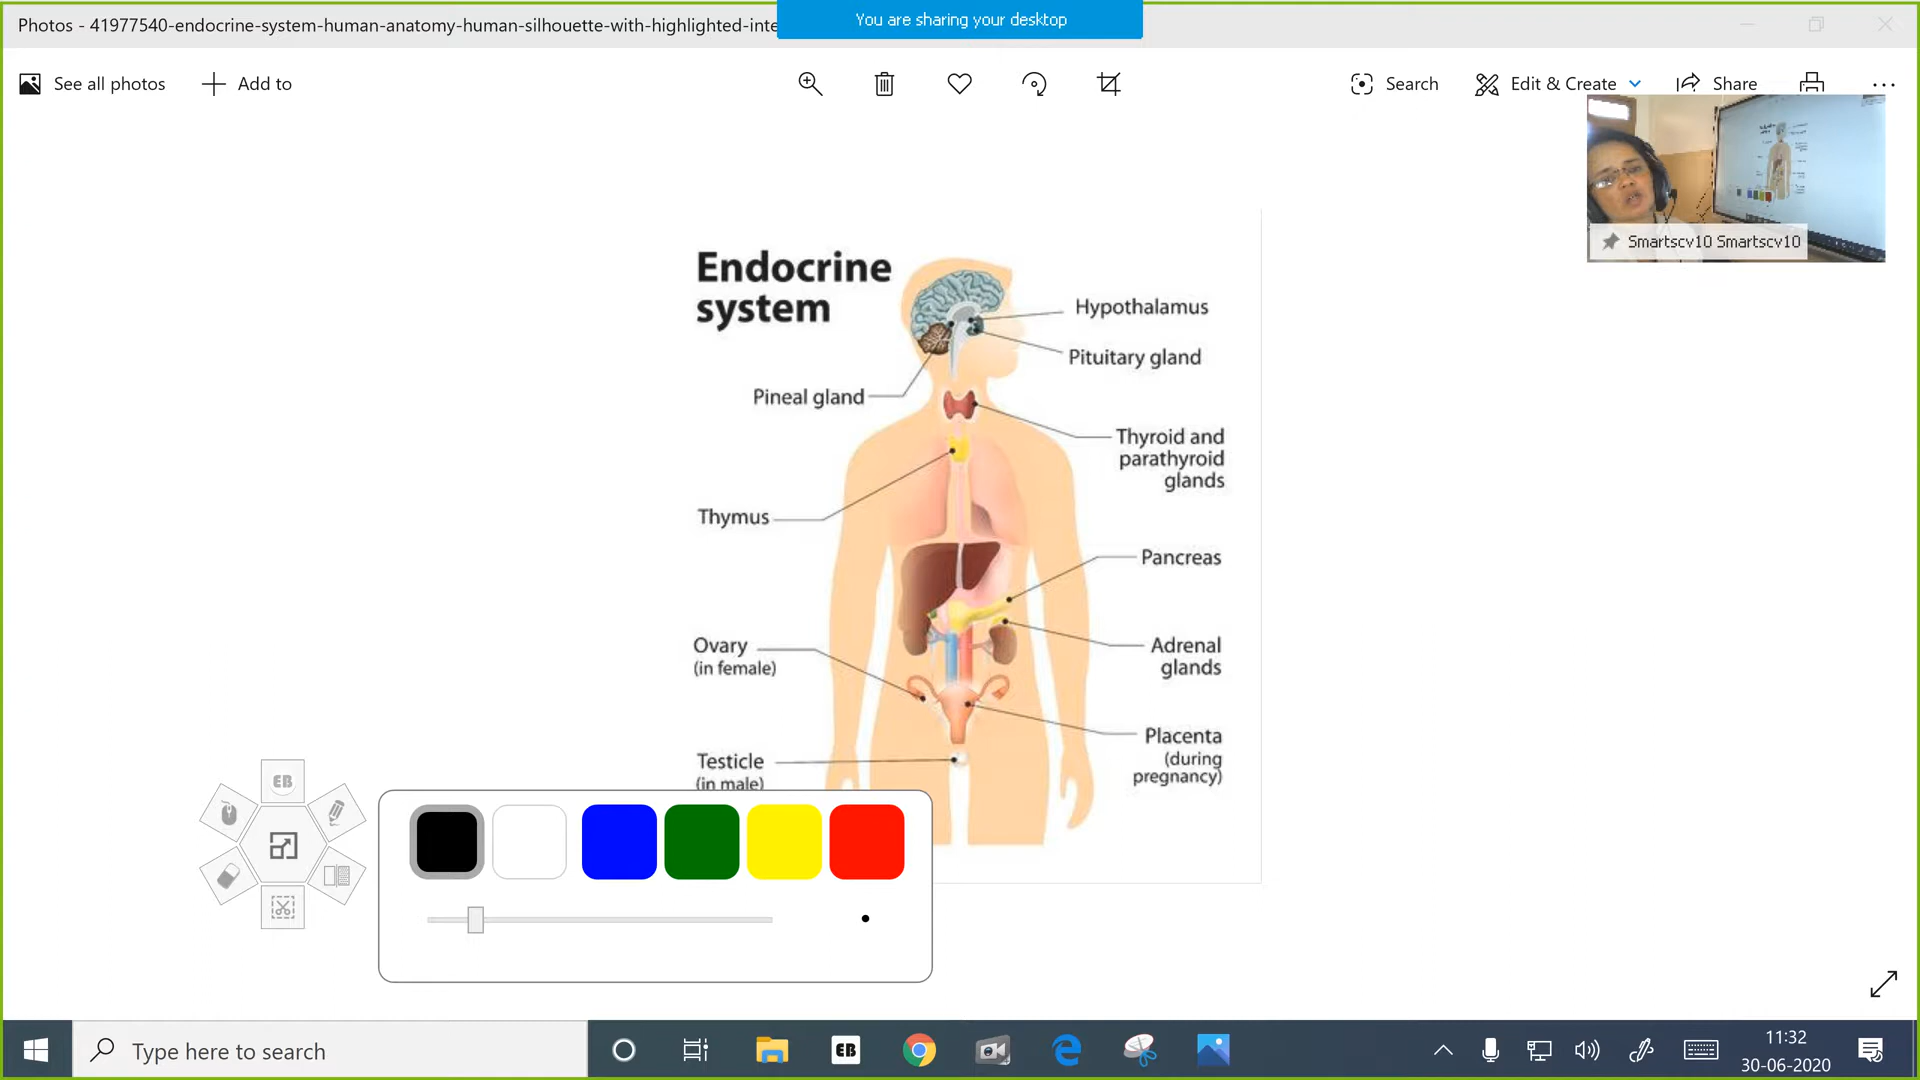 You are sharing your desktop
Photos - 41977540-endocrine-system-human-anatomy-human-silhouette-with-highlighted-inte
See all photos
Add to
Search
Edit & Create
Share
Smartscv10 Smartscv10
Endocrine
system
Hypothalamus
Pituitary gland
Pineal gland
Thyroid and
parathyroid
glands
Thymus
Pancreas
Ovary
(in female)
Adrenal
glands
Placenta
(during
pregnancy)
Testicle
(in male)
EB
Type here to search
EB
11:32
30-06-2020